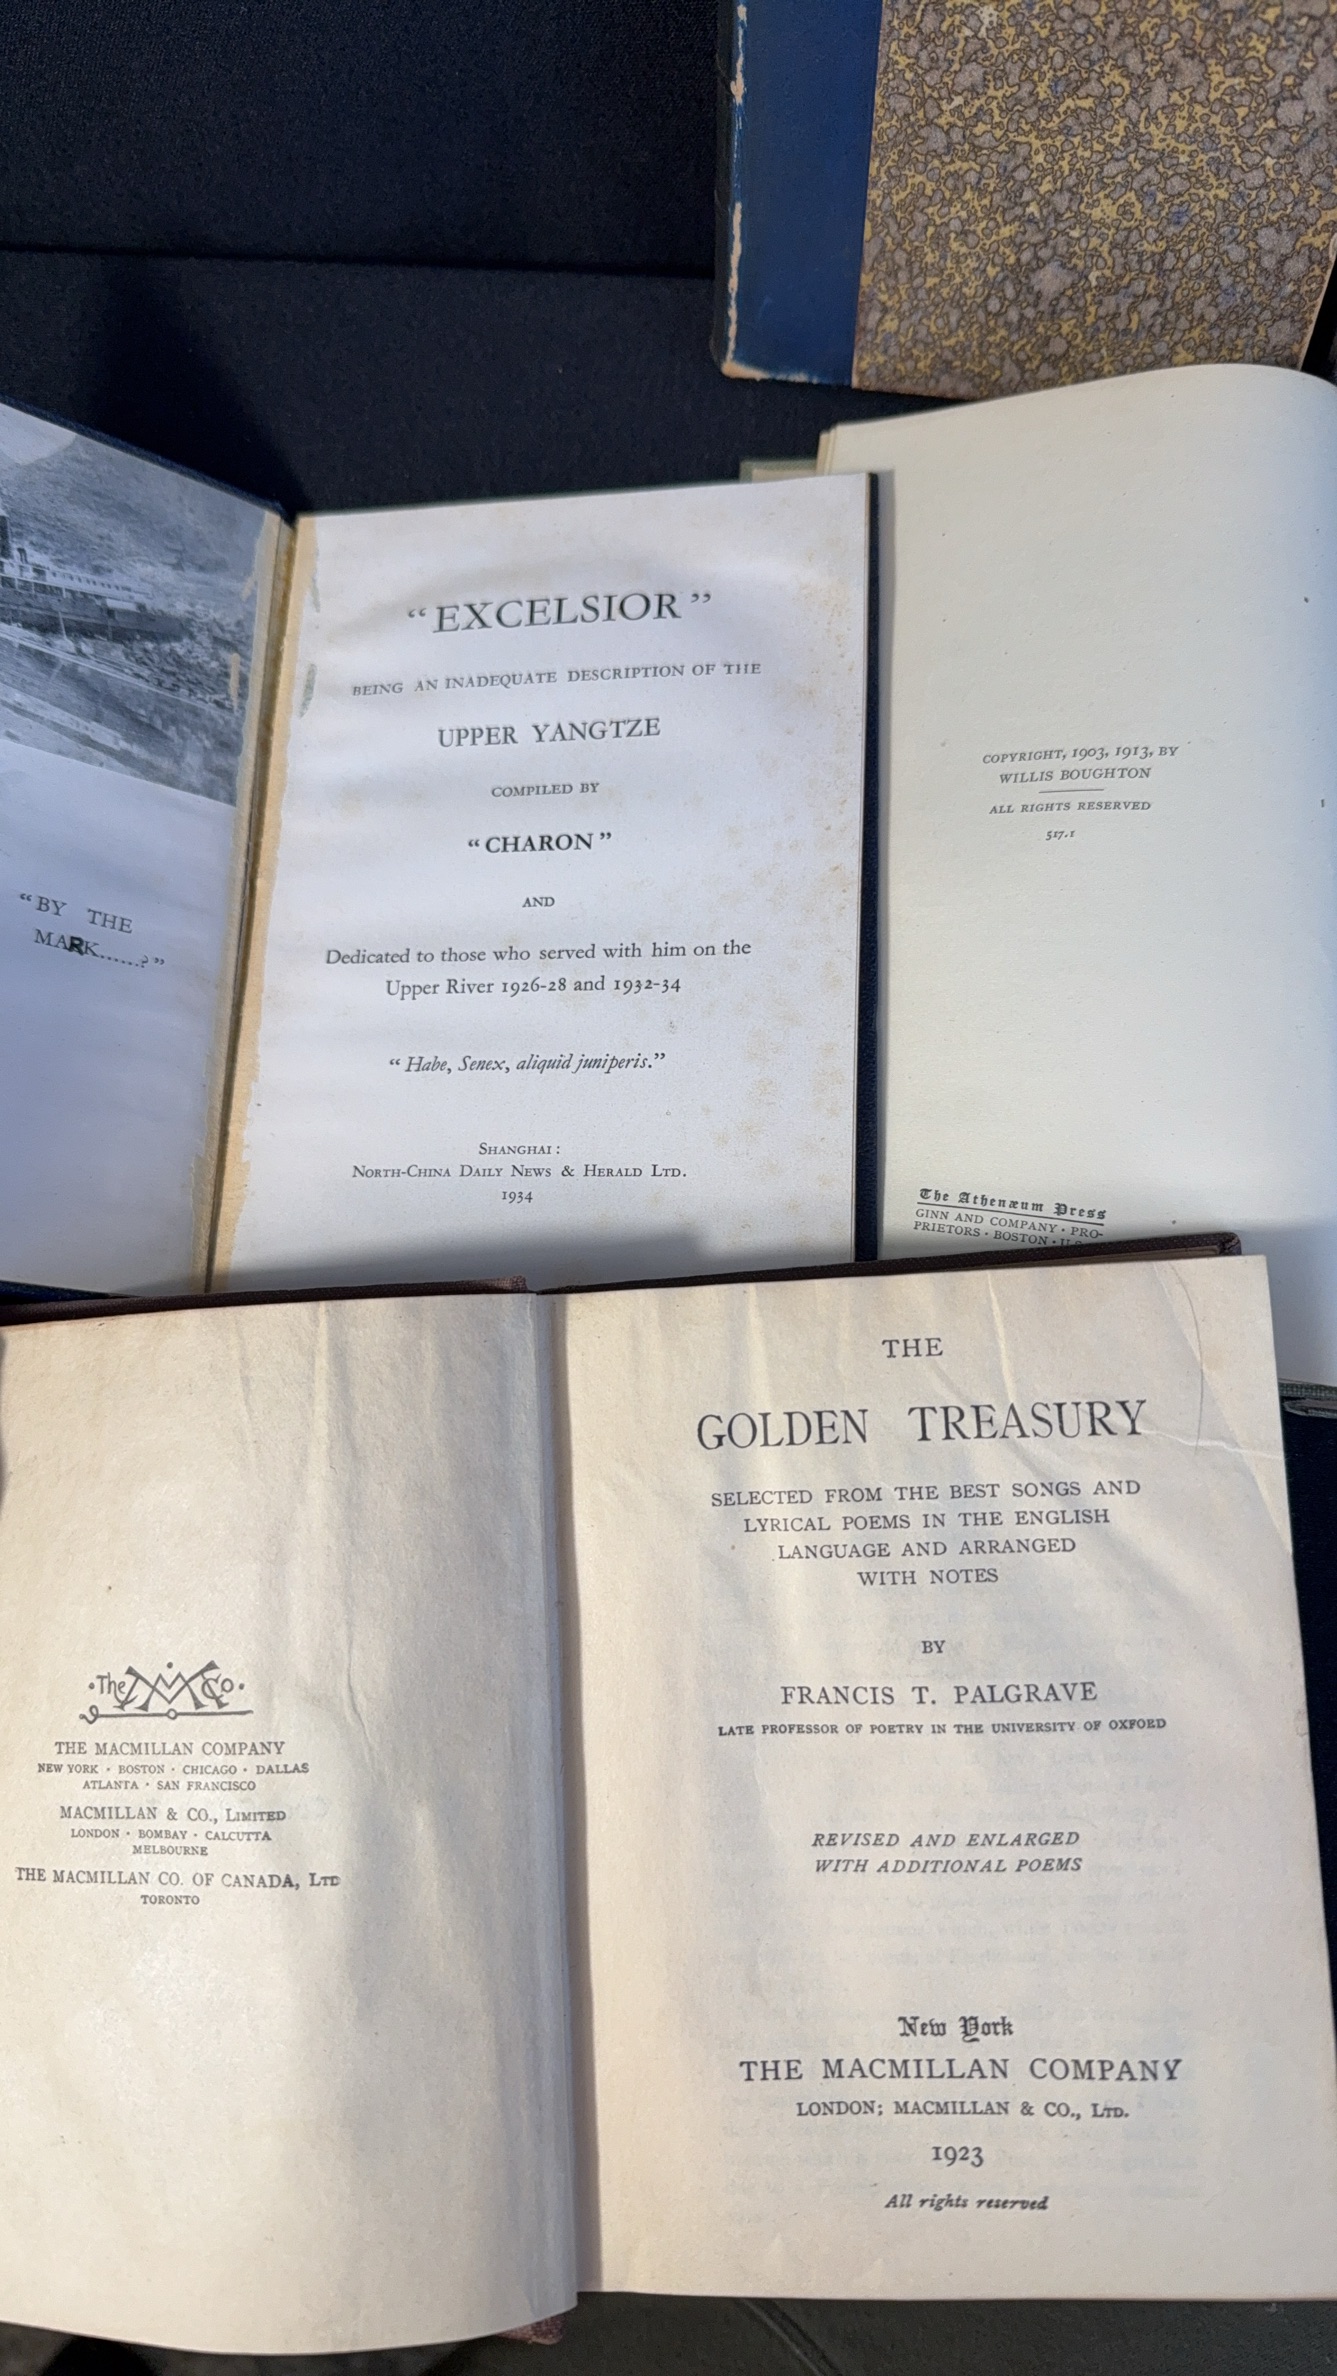 "BY THE
MARK......?"
"EXCELSIOR"
BEING AN INADEQUATE DESCRIPTION OF THE
UPPER YANGTZE
COMPILED BY
"CHARON"
AND
Dedicated to those who served with him on the
Upper River 1926-28 and 1932-34
"Habe, Senex, aliquid juniperis."
SHANGHAI:
NORTH-CHINA DAILY NEWS & HERALD LTD.
1934
COPYRIGHT, 1903, 1913, BY
WILLIS BOUGHTON
ALL RIGHTS RESERVED
517.1
The Athenæum Press
GINN AND COMPANY · PRO-
PRIETORS · BOSTON ·
·The MM Co·
THE MACMILLAN COMPANY
NEW YORK · BOSTON · CHICAGO · DALLAS
ATLANTA · SAN FRANCISCO
MACMILLAN & CO., LIMITED
LONDON · BOMBAY · CALCUTTA
MELBOURNE
THE MACMILLAN CO. OF CANADA, LTD
TORONTO
THE
GOLDEN TREASURY
SELECTED FROM THE BEST SONGS AND
LYRICAL POEMS IN THE ENGLISH
LANGUAGE AND ARRANGED
WITH NOTES
BY
FRANCIS T. PALGRAVE
LATE PROFESSOR OF POETRY IN THE UNIVERSITY OF OXFORD
REVISED AND ENLARGED
WITH ADDITIONAL POEMS
New York
THE MACMILLAN COMPANY
LONDON; MACMILLAN & CO., LTD.
1923
All rights reserved